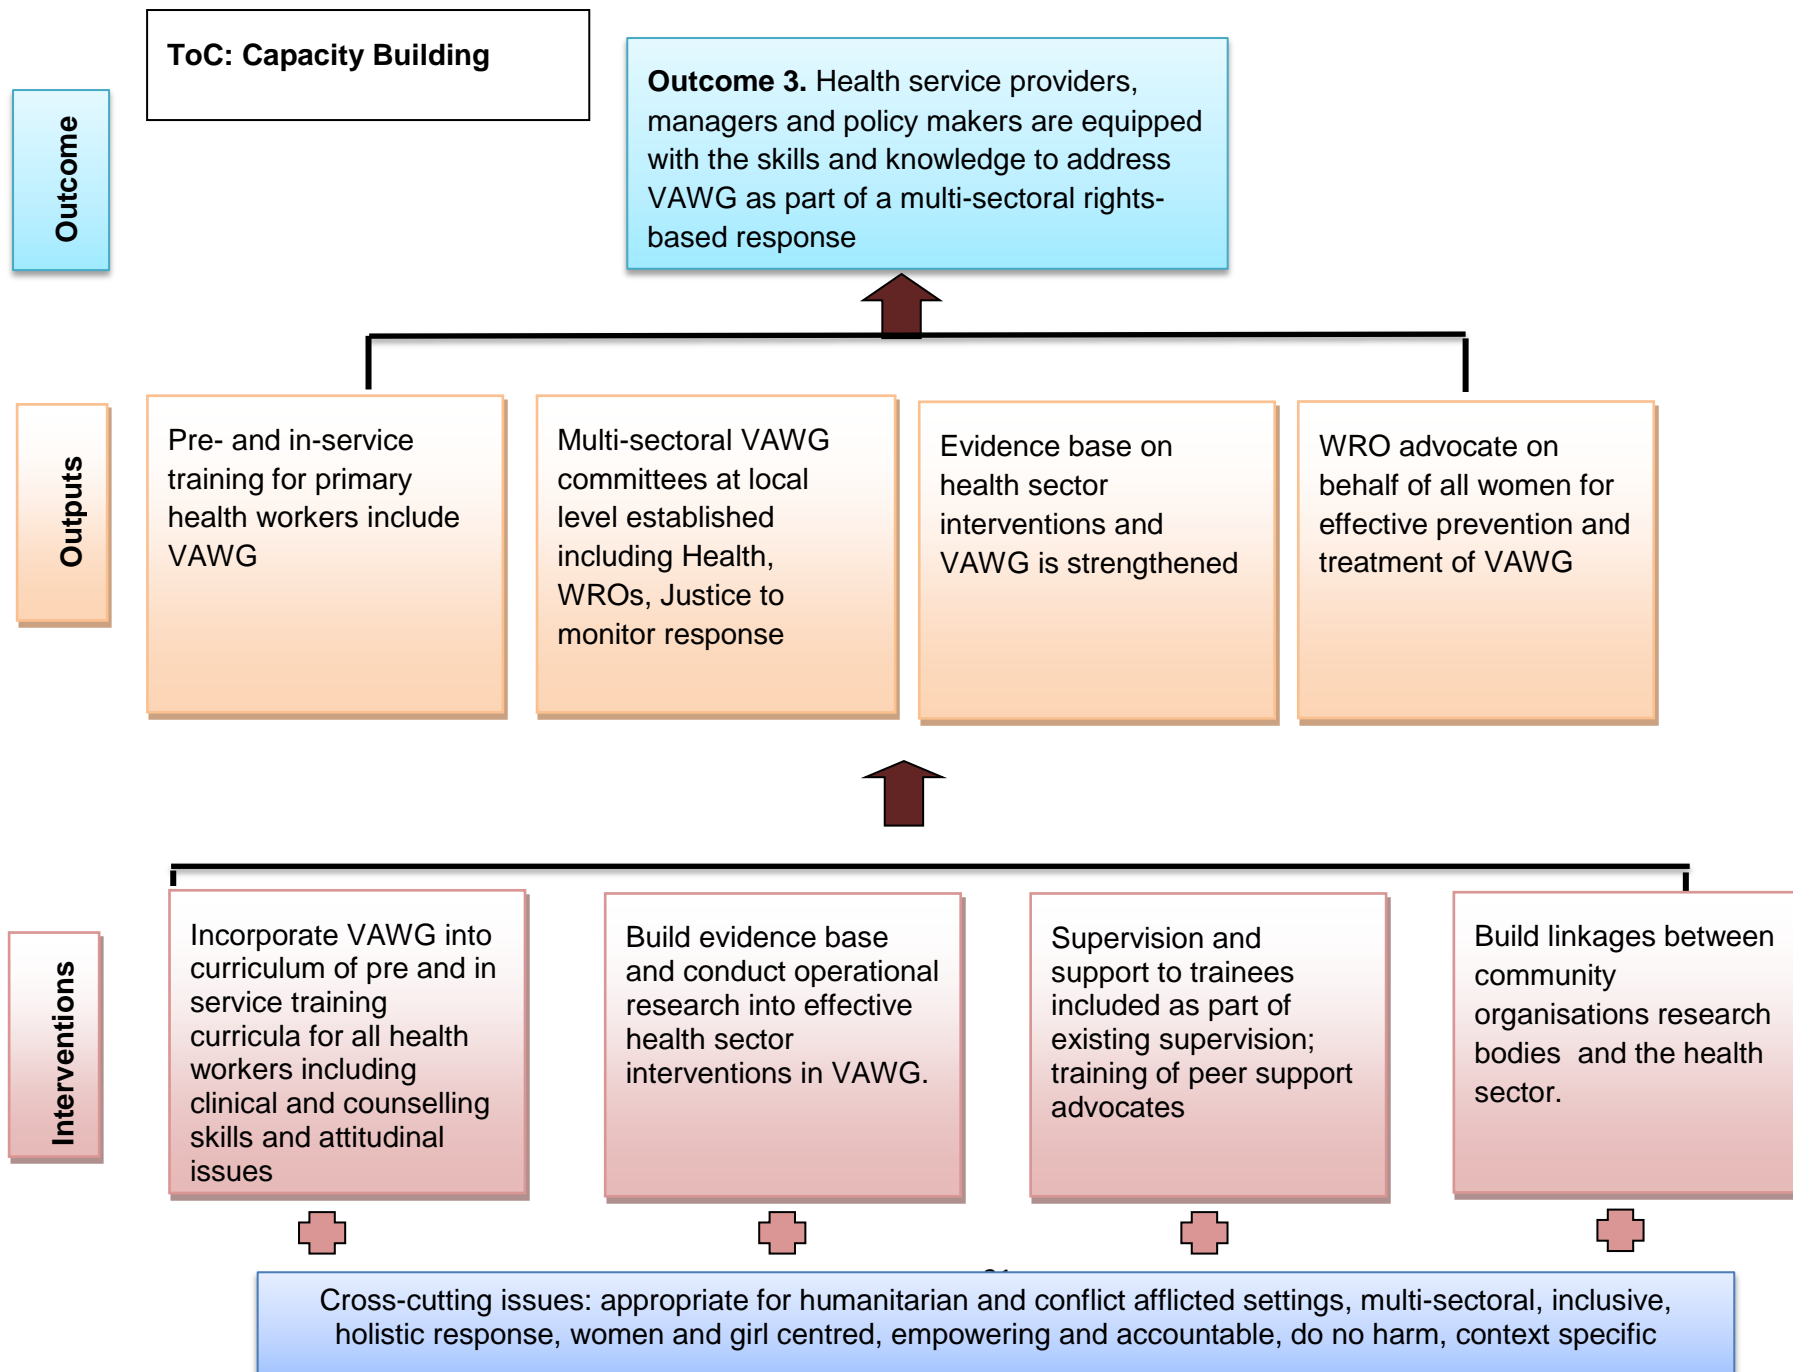 ToC: Capacity Building
Outcome
Outcome 3. Health service providers,
managers and policy makers are equipped
with the skills and knowledge to address
VAWG as part of a multi-sectoral rights-
based response
Outputs
Pre- and in-service
training for primary
health workers include
VAWG
Multi-sectoral VAWG
committees at local
level established
including Health,
WROs, Justice to
monitor response
Evidence base on
health sector
interventions and
VAWG is strengthened
WRO advocate on
behalf of all women for
effective prevention and
treatment of VAWG
Interventions
Incorporate VAWG into
curriculum of pre and in
service training
curricula for all health
workers including
clinical and counselling
skills and attitudinal
issues
Build evidence base
and conduct operational
research into effective
health sector
interventions in VAWG.
Supervision and
support to trainees
included as part of
existing supervision;
training of peer support
advocates
Build linkages between
community
organisations research
bodies and the health
sector.
Cross-cutting issues: appropriate for humanitarian and conflict afflicted settings, multi-sectoral, inclusive,
holistic response, women and girl centred, empowering and accountable, do no harm, context specific